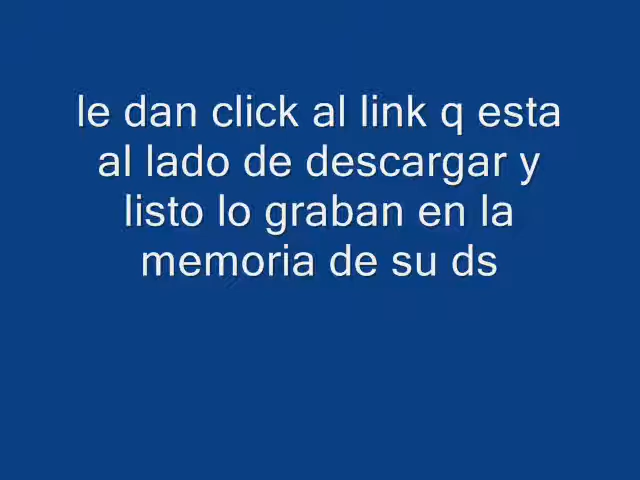 le dan click al link q esta
al lado de descargar y
listo lo graban en la
memoria de su ds